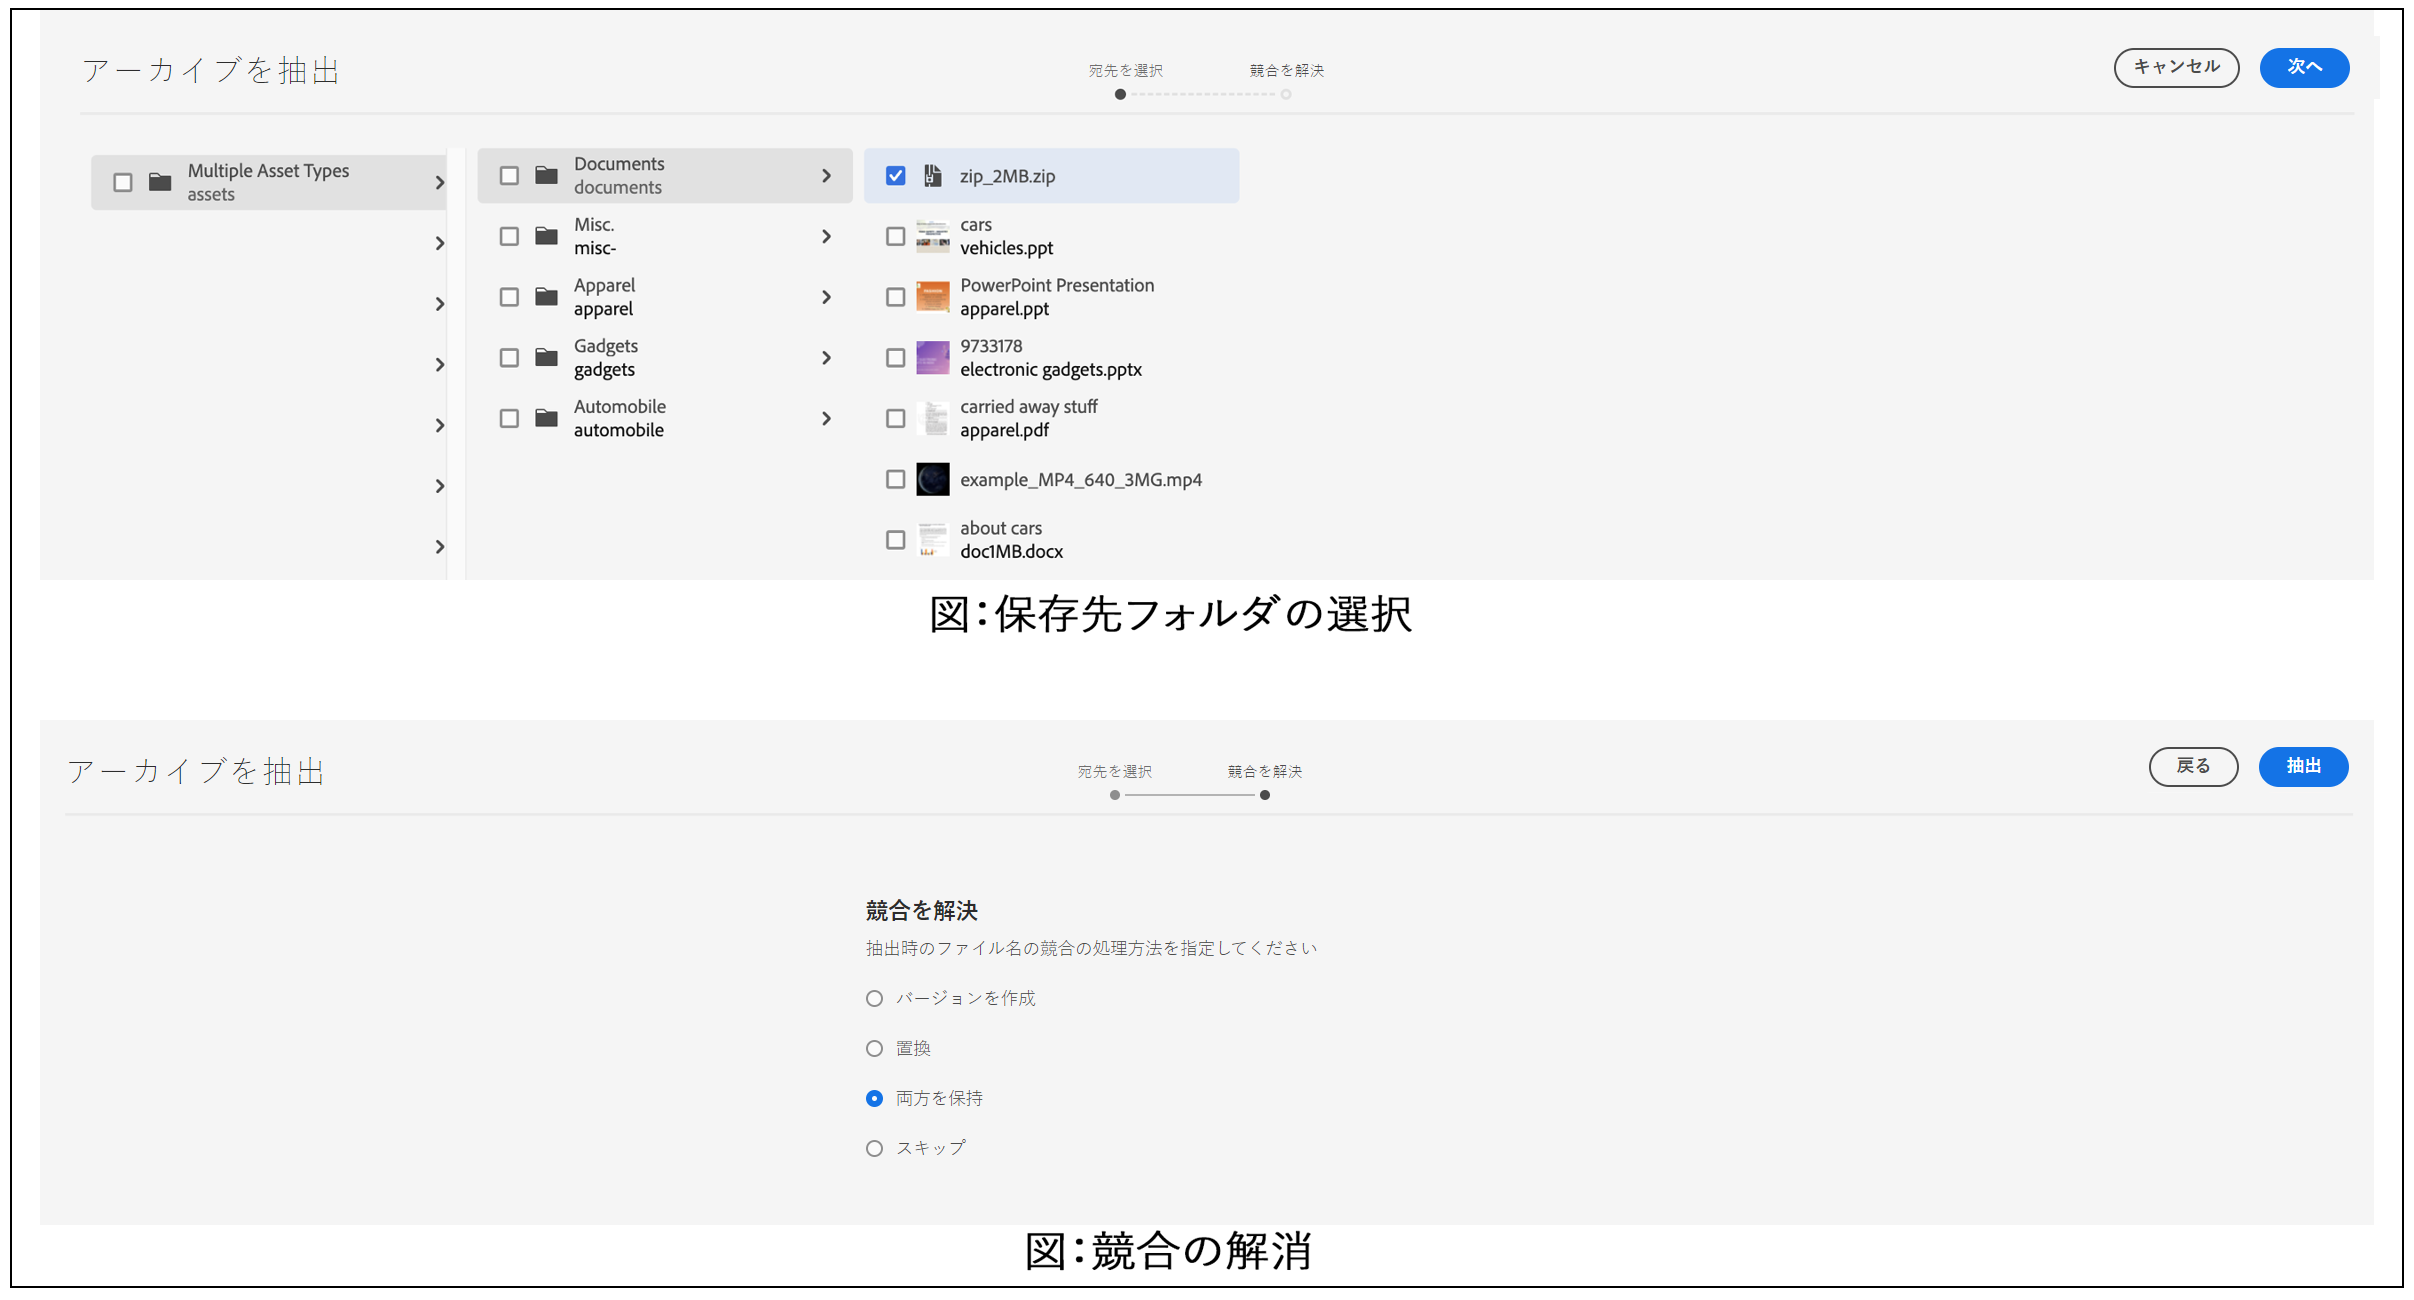 アーカイブを抽出
宛先を選択
競合を解決
キャンセル
次へ
Multiple Asset Types
assets
Documents
documents
Misc.
misc-
Apparel
apparel
Gadgets
gadgets
Automobile
automobile
zip_2MB.zip
cars
vehicles.ppt
PowerPoint Presentation
apparel.ppt
9733178
electronic gadgets.pptx
carried away stuff
apparel.pdf
example_MP4_640_3MG.mp4
about cars
doc1MB.docx
図：保存先フォルダの選択
アーカイブを抽出
宛先を選択
競合を解決
戻る
抽出
競合を解決
抽出時のファイル名の競合の処理方法を指定してください
バージョンを作成
置換
両方を保持
スキップ
図：競合の解消